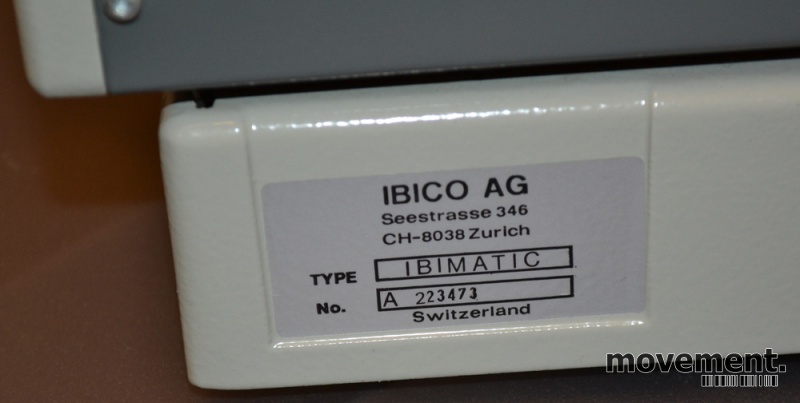 IBICO AG
Seestrasse 346
CH-8038 Zurich
TYPE IBIMATIC
No. A 223473
Switzerland
movement.